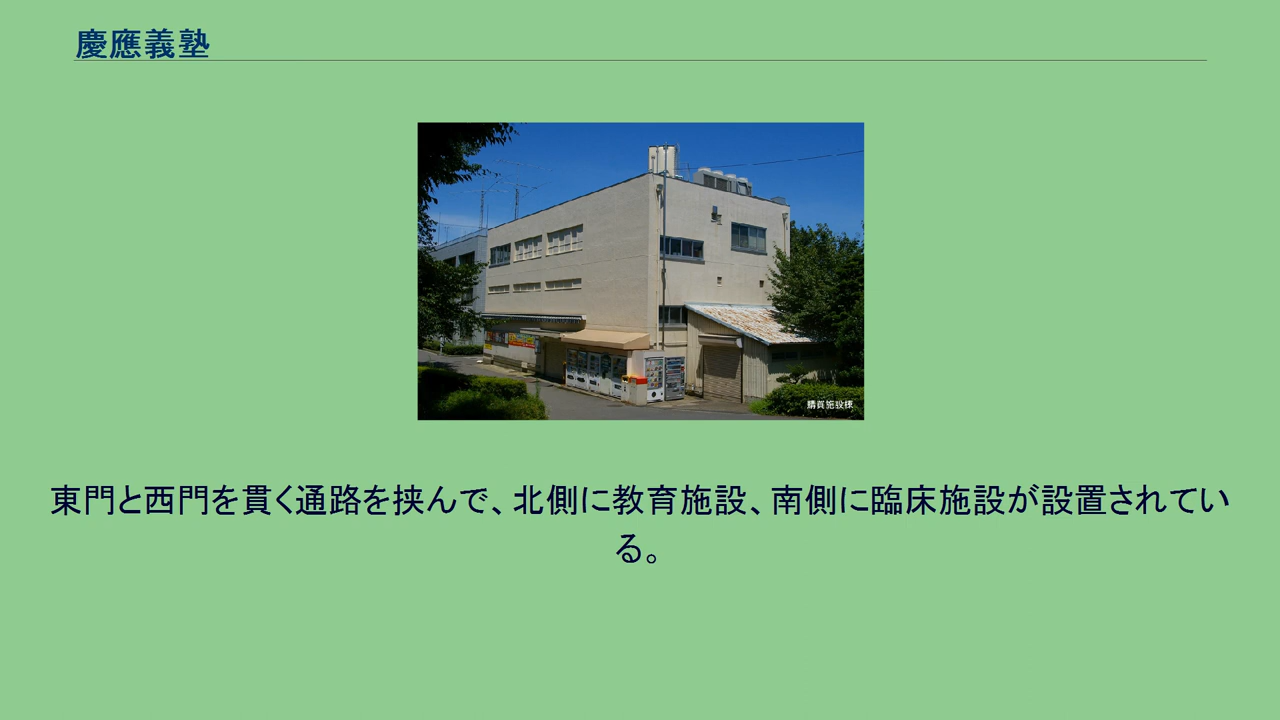 慶應義塾
購買施設棟
東門と西門を貫く通路を挟んで、北側に教育施設、南側に臨床施設が設置されてい
る。